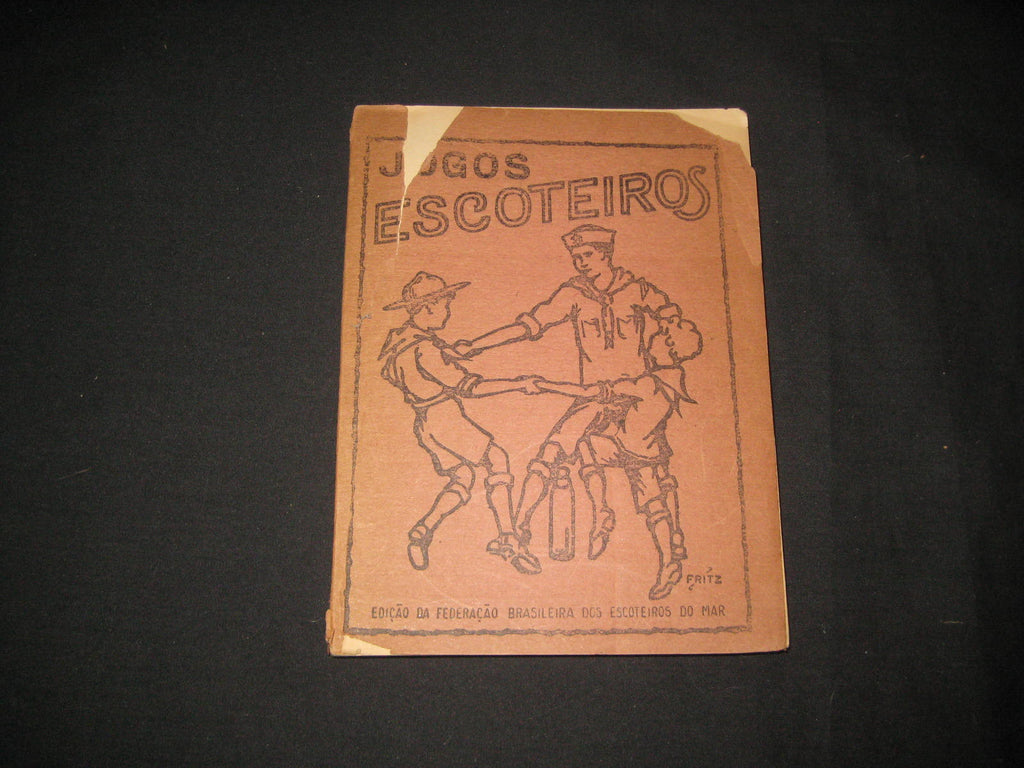 JOGOS
ESCOTEIROS
FRITZ
EDIÇÃO DA FEDERAÇÃO BRASILEIRA DOS ESCOTEIROS DO MAR